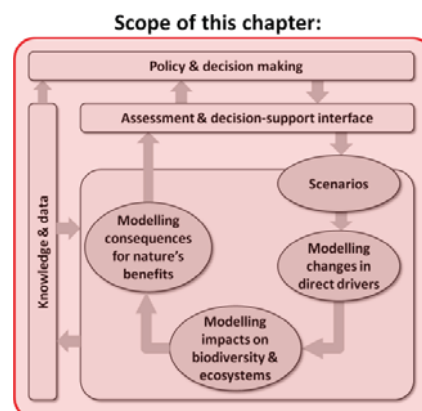 Scope of this chapter:
Policy & decision making
Assessment & decision-support interface
Knowledge & data
Scenarios
Modelling
consequences
for nature's
benefits
Modelling
changes in
direct drivers
Modelling
impacts on
biodiversity &
ecosystems